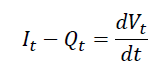 I_t − Q_t = dV_t/dt